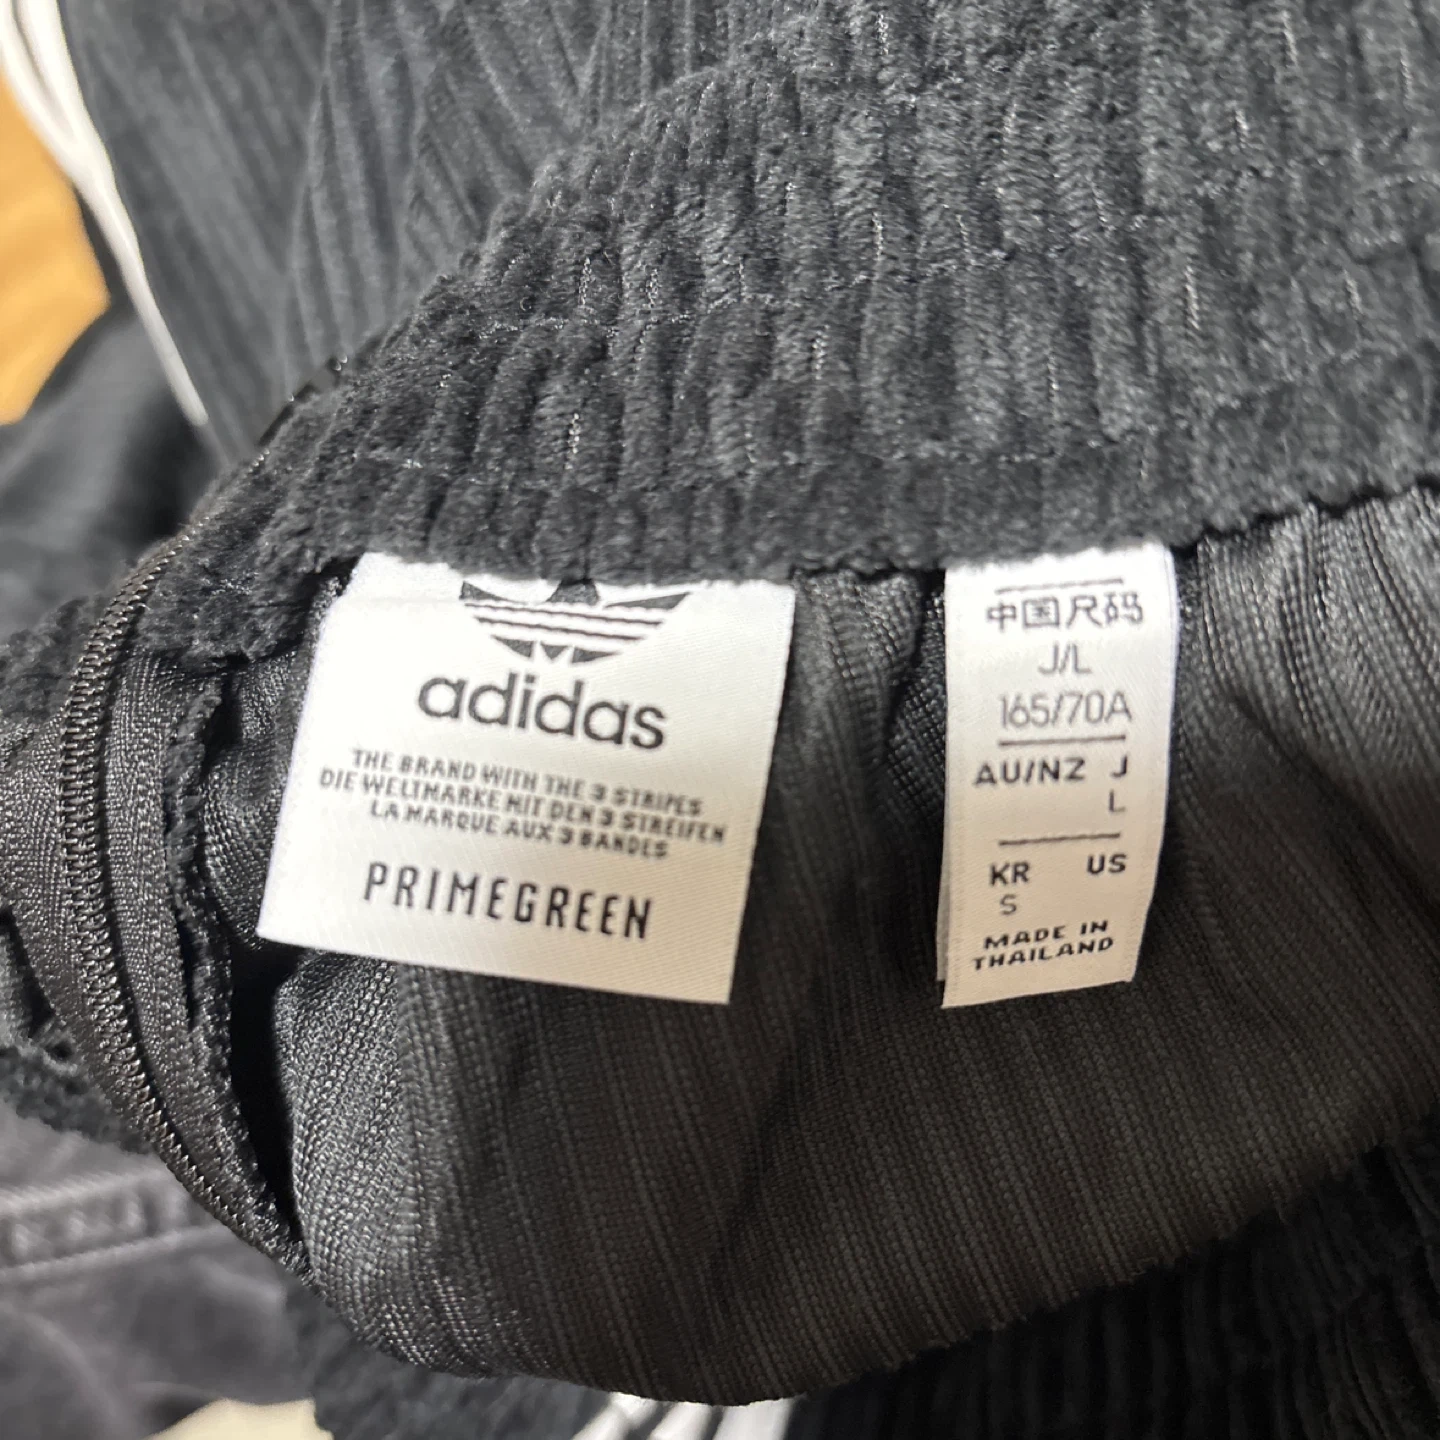 adidas
THE BRAND WITH THE 3 STRIPES
DIE WELTMARKE MIT DEN 3 STREIFEN
LA MARQUE AUX 3 BANDES
PRIMEGREEN
中国尺码
J/L
165/70A
AU/NZ J
L
KR US
S
MADE IN
THAILAND